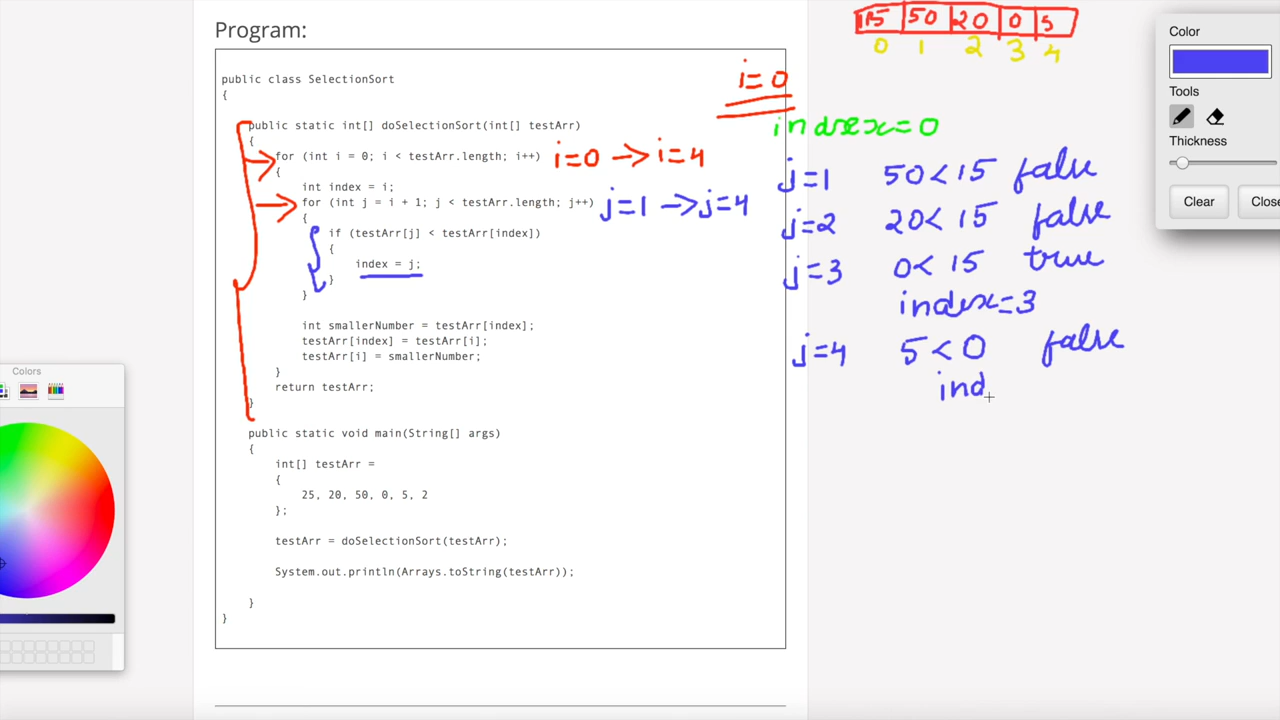 Program:
public class SelectionSort
{
public static int[] doSelectionSort(int[] testArr)
{
for (int i = 0; i < testArr.length; i++)
{
int index = i;
for (int j = i + 1; j < testArr.length; j++)
{
if (testArr[j] < testArr[index])
{
index = j;
}
}
int smallerNumber = testArr[index];
testArr[index] = testArr[i];
testArr[i] = smallerNumber;
}
return testArr;
}
public static void main(String[] args)
{
int[] testArr =
{
25, 20, 50, 0, 5, 2
};
testArr = doSelectionSort(testArr);
System.out.println(Arrays.toString(testArr));
}
}
i=0 → i=4
j=1 → j=4
15 50 20 0 5
0 1 2 3 4
i=0
index=0
j=1 50<15 false
j=2 20<15 false
j=3 0<15 true
index=3
j=4 5<0 false
ind
Color
Tools
Thickness
Clear
Close
Colors